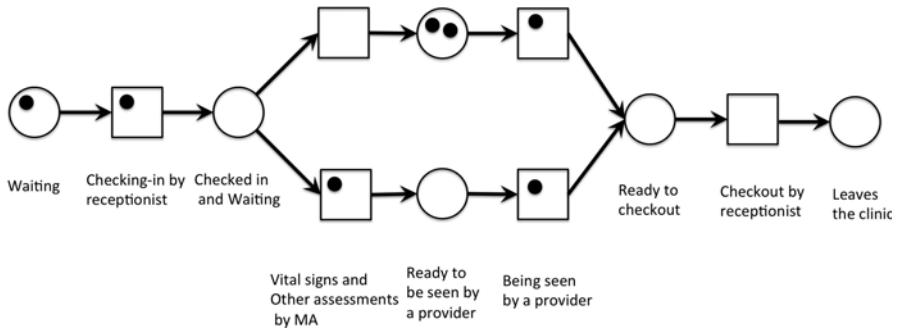 Waiting
Checking-in by
receptionist
Checked in
and Waiting
Vital signs and
Other assessments
by MA
Ready to
be seen by
a provider
Being seen
by a provider
Ready to
checkout
Checkout by
receptionist
Leaves
the clinic